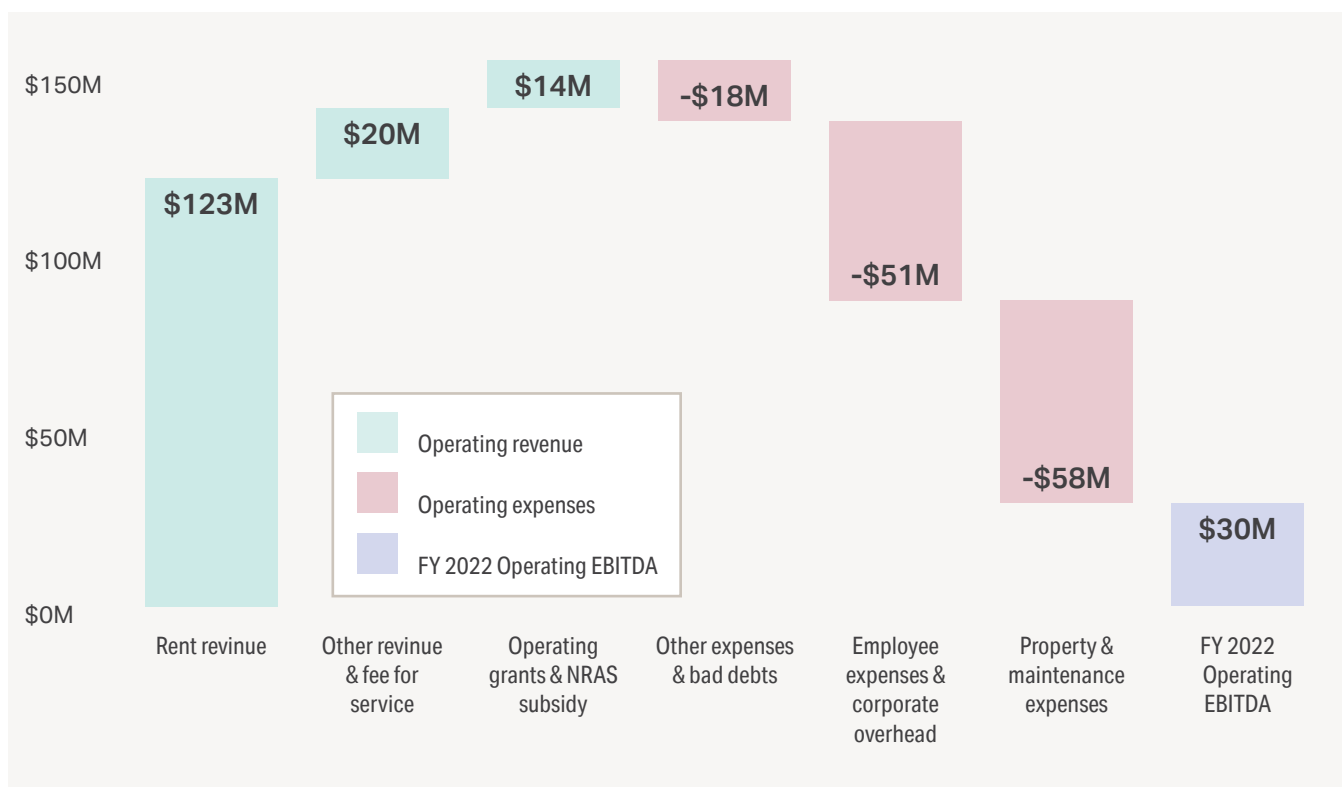 $150M
$100M
$50M
$0M
$123M
$20M
$14M
-$18M
-$51M
-$58M
$30M
Operating revenue
Operating expenses
FY 2022 Operating EBITDA
Rent revinue
Other revinue
& fee for
service
Operating
grants & NRAS
subsidy
Other expenses
& bad debts
Employee
expenses &
corporate
overhead
Property &
maintenance
expenses
FY 2022
Operating
EBITDA